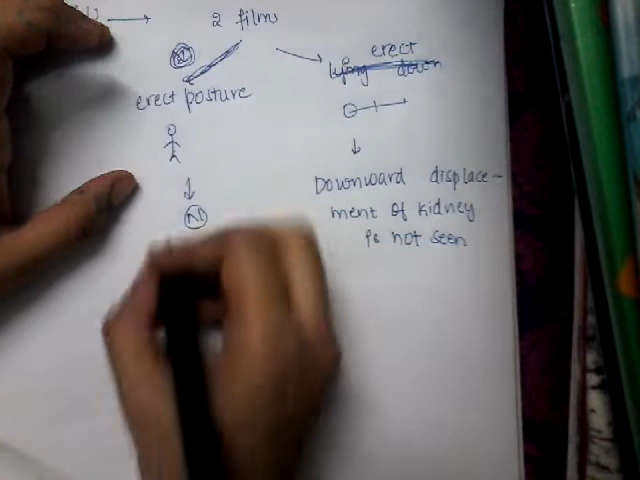 2 films
(N)
erect
lying down
erect posture
(N)
Downward displace-
ment of kidney
is not seen